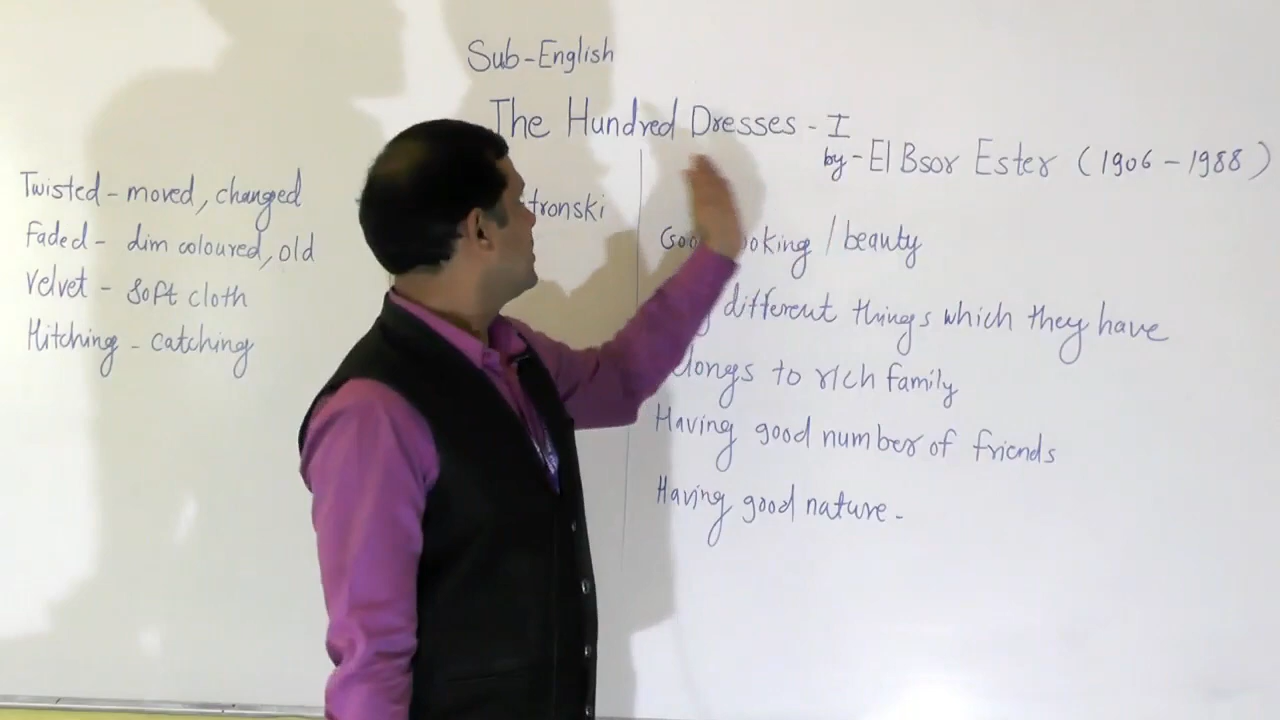 Sub-English
The Hundred Dresses - I
by - El Bsor Ester (1906 - 1988)
Twisted - moved, changed
Faded - dim coloured, old
Velvet - soft cloth
Hitching - catching
tronski
/ beauty
different things which they have
to rich family
Having good number of friends
Having good nature.